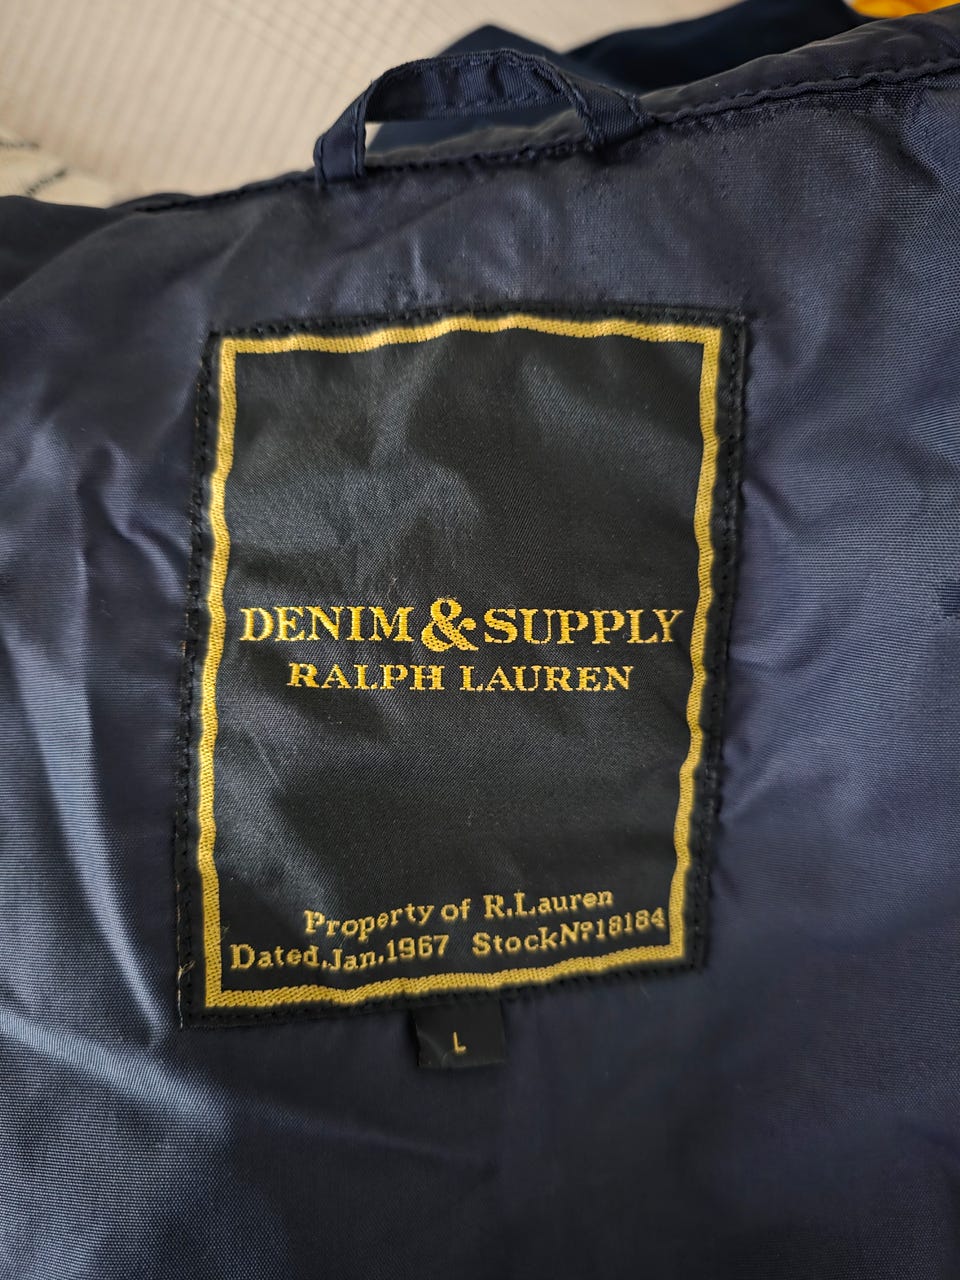 DENIM & SUPPLY
RALPH LAUREN
Property of R.Lauren
Dated.Jan.1967 StockNº18184
L